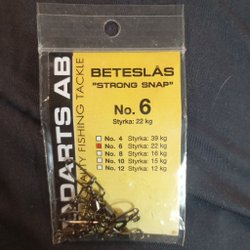 BETESLÅS
"STRONG SNAP"
No. 6
Styrka: 22 kg
No. 4 Styrka: 39 kg
No. 6 Styrka: 22 kg
No. 8 Styrka: 16 kg
No. 10 Styrka: 15 kg
No. 12 Styrka: 12 kg
DARTS AB
FISHING TACKLE